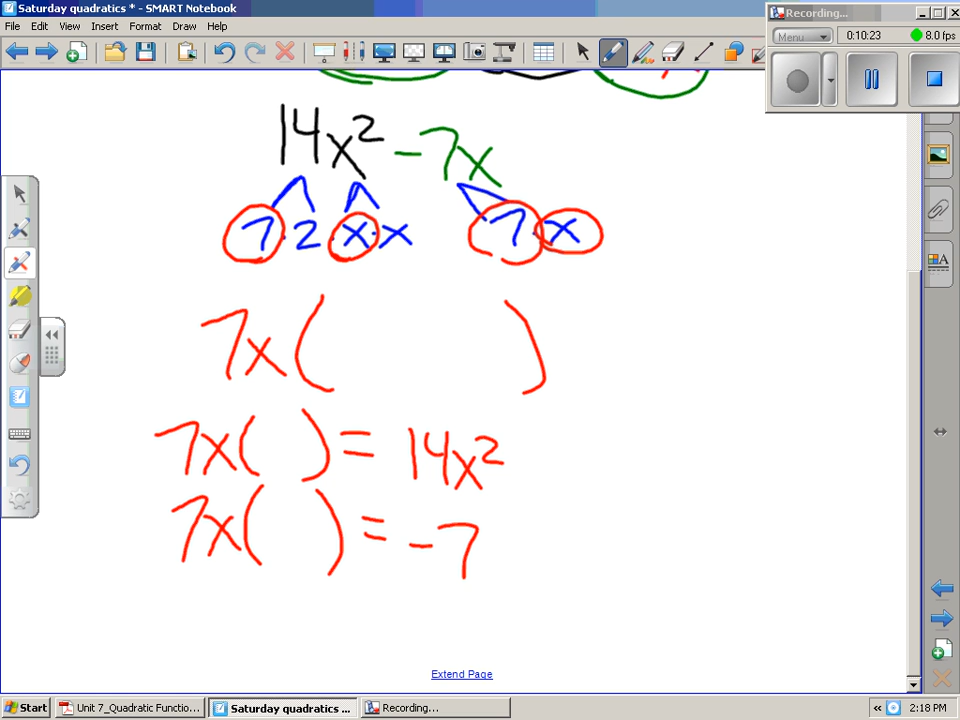 Saturday quadratics * - SMART Notebook
File Edit View Insert Format Draw Help
Recording...
Menu
0:10:23
8.0 fps
14x² -7x
7·2·x·x 7·x
7x( )
7x( ) = 14x²
7x( ) = -7
Extend Page
Start
Unit 7_Quadratic Functio...
Saturday quadratics ...
Recording...
«
2:18 PM